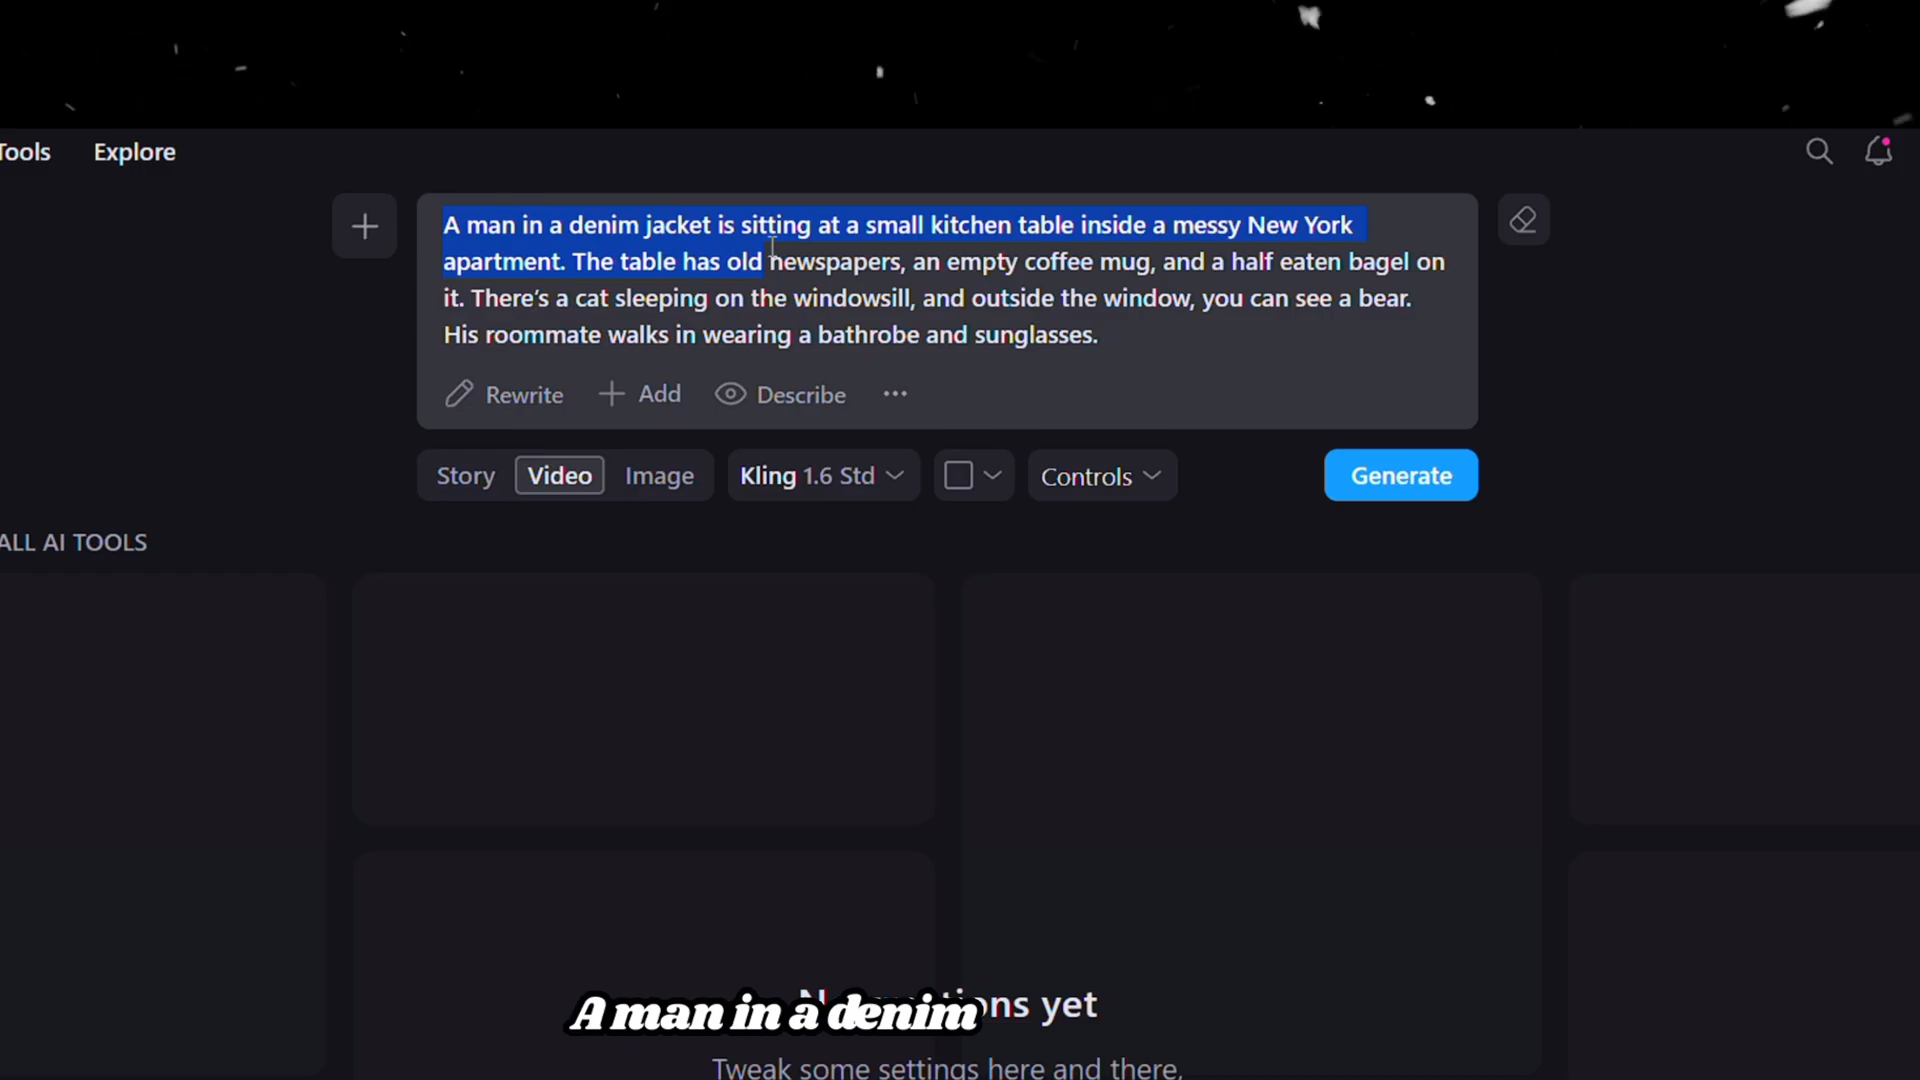 Tools Explore
A man in a denim jacket is sitting at a small kitchen table inside a messy New York
apartment. The table has old newspapers, an empty coffee mug, and a half eaten bagel on
it. There's a cat sleeping on the windowsill, and outside the window, you can see a bear.
His roommate walks in wearing a bathrobe and sunglasses.
Rewrite Add Describe
Story Video Image Kling 1.6 Std Controls Generate
ALL AI TOOLS
yet
A man in a denim
Tweak some settings here and there,